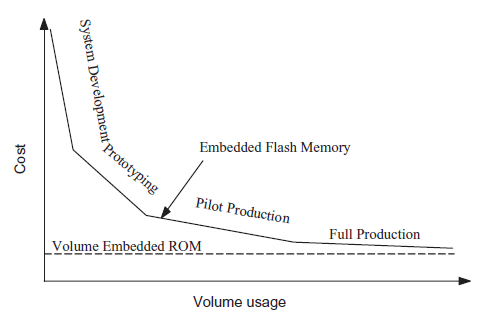 System Development
Prototyping
Embedded Flash Memory
Pilot Production
Full Production
Volume Embedded ROM
Cost
Volume usage